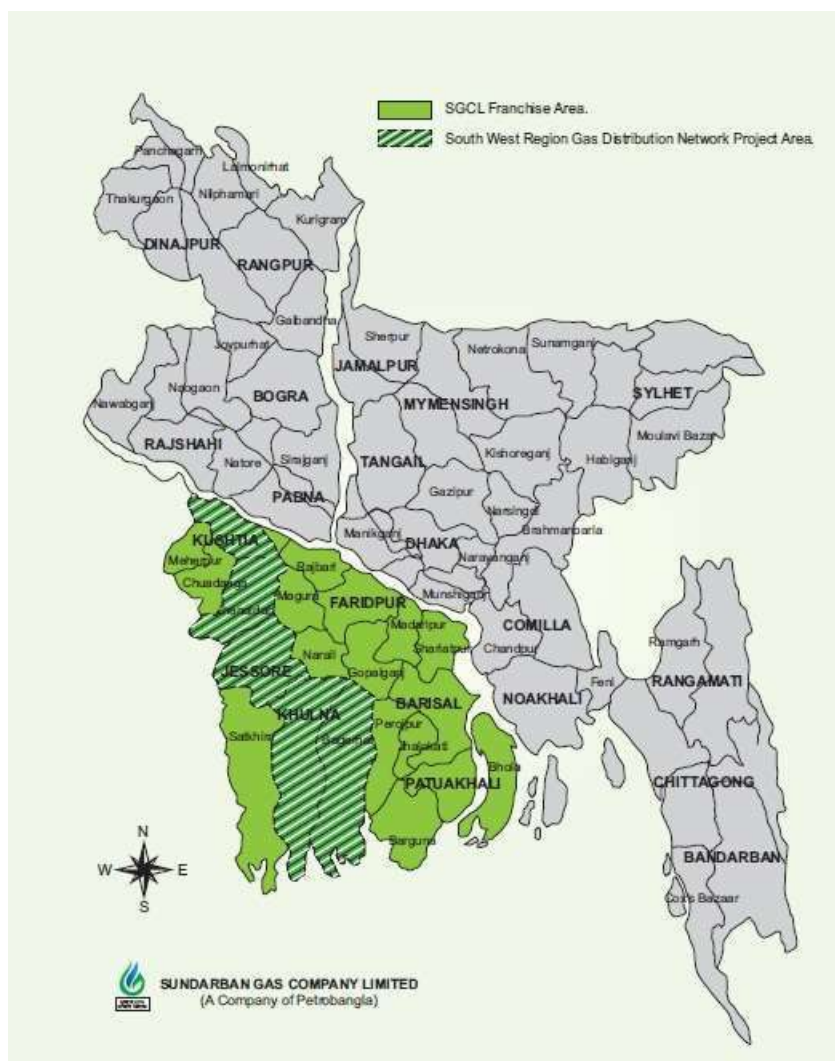 SGCL Franchise Area.
South West Region Gas Distribution Network Project Area.
Panchagarh
Lalmonirhat
Thakurgaon
Nilphamari
Kurigram
DINAJPUR
RANGPUR
Gaibandha
Joypurhat
Sherpur
Netrokona
Sunamganj
JAMALPUR
Nawabganj
Naogaon
BOGRA
MYMENSINGH
SYLHET
RAJSHAHI
Natore
Sirajganj
TANGAIL
Kishoreganj
Habiganj
Moulavi Bazar
PABNA
Gazipur
Narsingdi
Manikganj
DHAKA
Brahmanbaria
Narayanganj
Munshiganj
KUSHTIA
Meherpur
Chuadanga
Rajbari
Magura
FARIDPUR
Madaripur
Shariatpur
COMILLA
Chandpur
Ramgarh
Narail
Gopalganj
JESSORE
NOAKHALI
Feni
RANGAMATI
KHULNA
BARISAL
Satkhira
Bagerhat
Perojpur
Jhalokati
Bhola
PATUAKHALI
CHITTAGONG
Barguna
BANDARBAN
Cox's Bazaar
N
W
E
S
SUNDARBAN GAS COMPANY LIMITED
(A Company of Petrobangla)